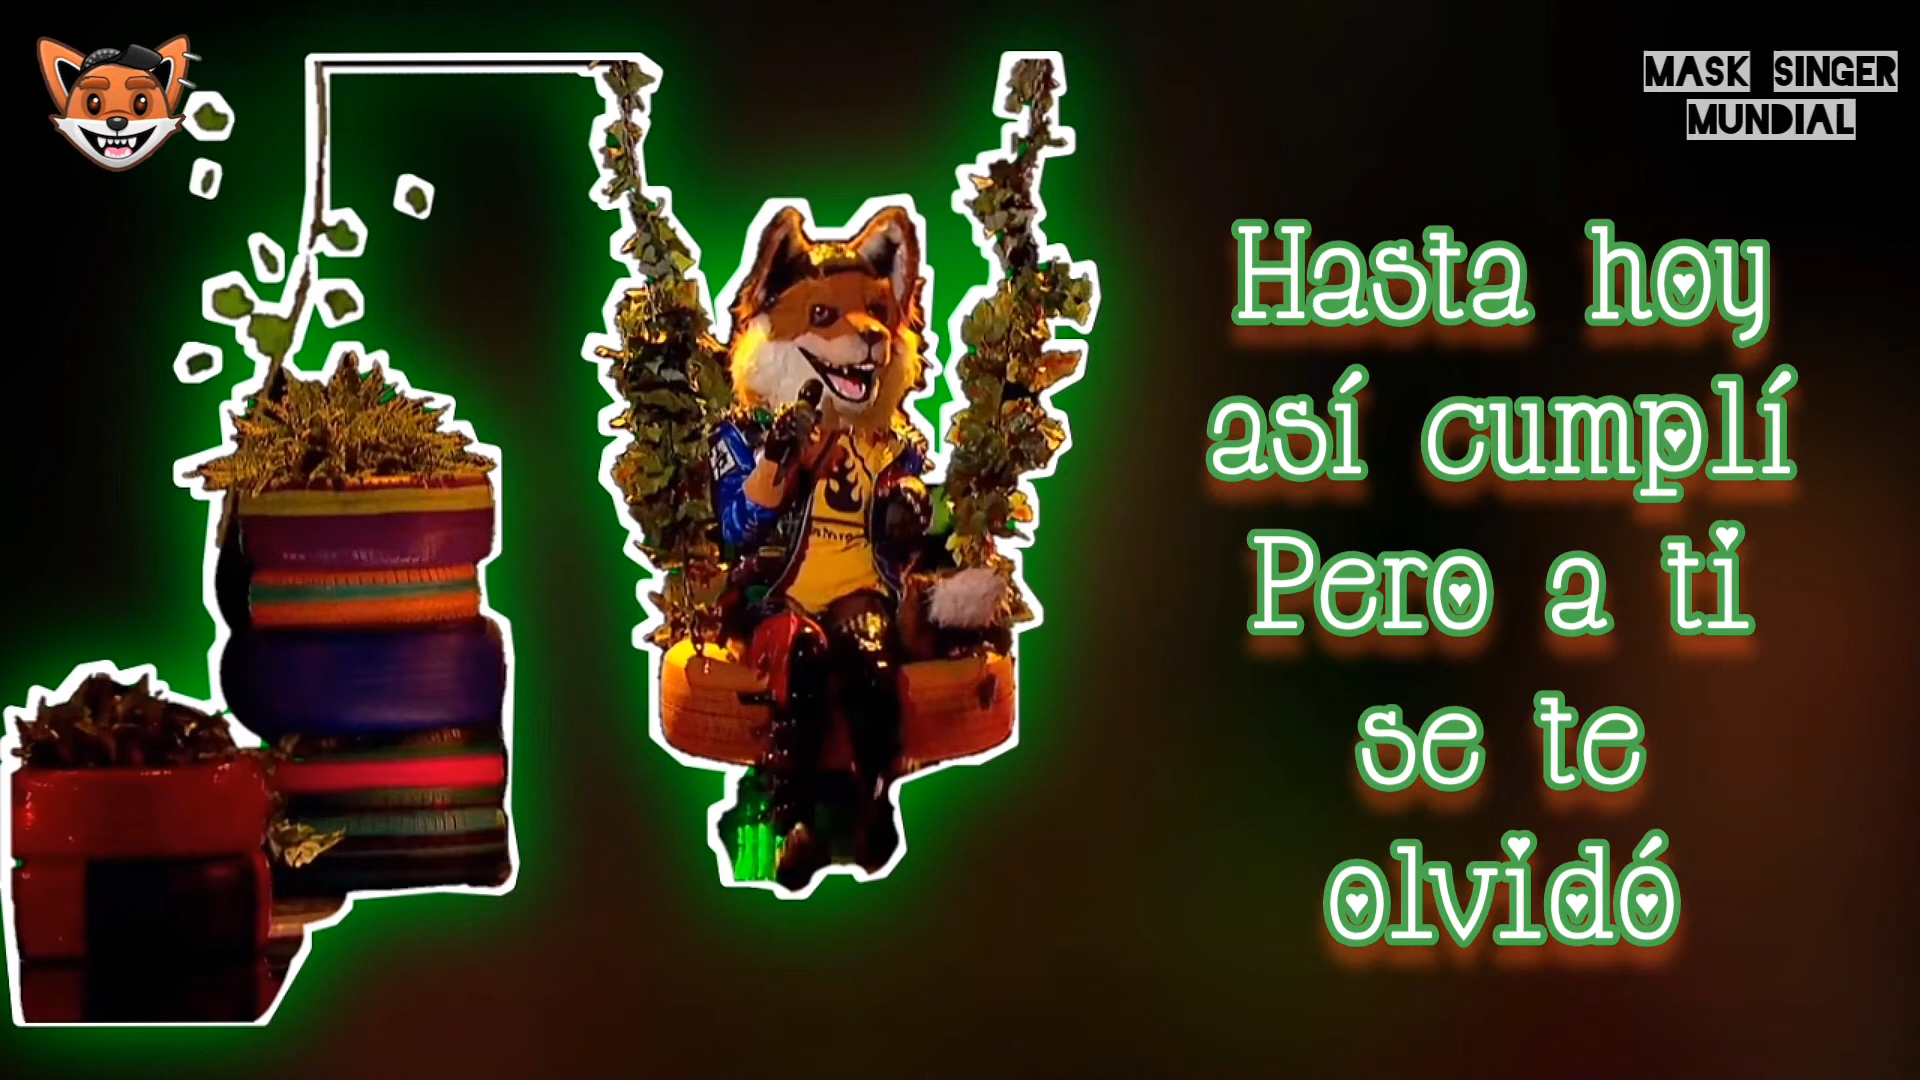 MASK SINGER
MUNDIAL
Hasta hoy
así cumplí
Pero a ti
se te
olvidó